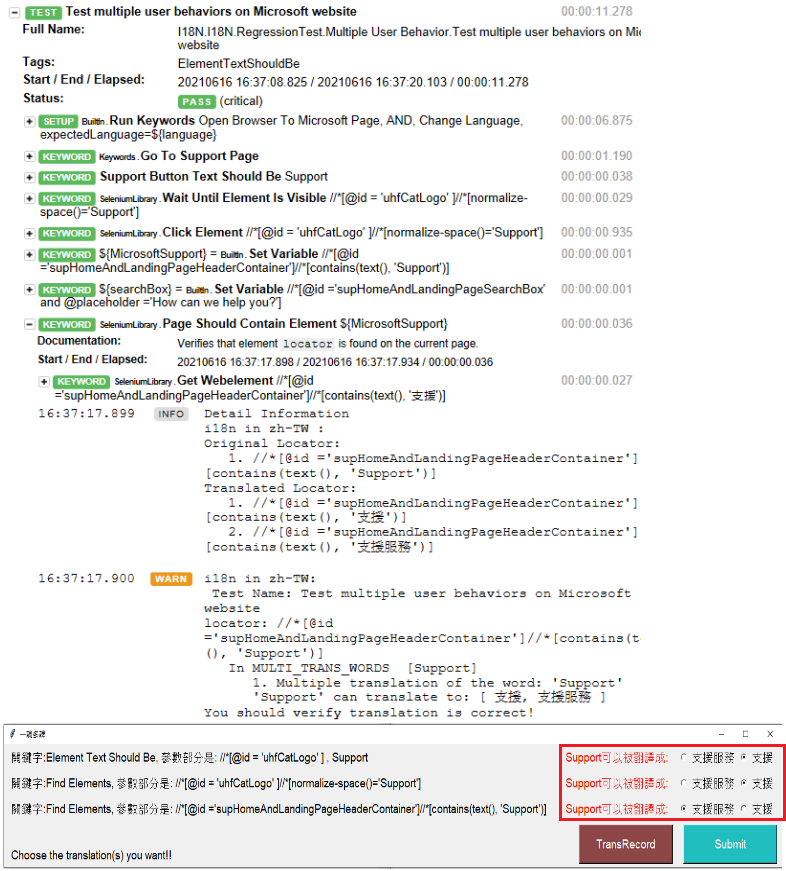 TEST Test multiple user behaviors on Microsoft website 00:00:11.278
Full Name: I18N.I18N.RegressionTest.Multiple User Behavior.Test multiple user behaviors on Mic
website
Tags: ElementTextShouldBe
Start / End / Elapsed: 20210616 16:37:08.825 / 20210616 16:37:20.103 / 00:00:11.278
Status: PASS (critical)
SETUP BuiltIn. Run Keywords Open Browser To Microsoft Page, AND, Change Language, 00:00:06.875
expectedLanguage=${language}
KEYWORD Keywords. Go To Support Page 00:00:01.190
KEYWORD Support Button Text Should Be Support 00:00:00.038
KEYWORD SeleniumLibrary. Wait Until Element Is Visible //*[@id = 'uhfCatLogo' ]//*[normalize- 00:00:00.029
space()='Support']
KEYWORD SeleniumLibrary. Click Element //*[@id = 'uhfCatLogo' ]//*[normalize-space()='Support'] 00:00:00.935
KEYWORD ${MicrosoftSupport} = BuiltIn. Set Variable //*[@id 00:00:00.001
='supHomeAndLandingPageHeaderContainer']//*[contains(text(), 'Support')]
KEYWORD ${searchBox} = BuiltIn. Set Variable //*[@id ='supHomeAndLandingPageSearchBox' 00:00:00.001
and @placeholder ='How can we help you?']
KEYWORD SeleniumLibrary. Page Should Contain Element ${MicrosoftSupport} 00:00:00.036
Documentation: Verifies that element locator is found on the current page.
Start / End / Elapsed: 20210616 16:37:17.898 / 20210616 16:37:17.934 / 00:00:00.036
KEYWORD SeleniumLibrary. Get Webelement //*[@id 00:00:00.027
='supHomeAndLandingPageHeaderContainer']//*[contains(text(), '支援')]
16:37:17.899 INFO Detail Information
i18n in zh-TW :
Original Locator:
1. //*[@id ='supHomeAndLandingPageHeaderContainer']
[contains(text(), 'Support')]
Translated Locator:
1. //*[@id ='supHomeAndLandingPageHeaderContainer']
[contains(text(), '支援')]
2. //*[@id ='supHomeAndLandingPageHeaderContainer']
[contains(text(), '支援服務')]
16:37:17.900 WARN i18n in zh-TW:
Test Name: Test multiple user behaviors on Microsoft
website
locator: //*[@id
='supHomeAndLandingPageHeaderContainer']//*[contains(t
(), 'Support')]
In MULTI_TRANS_WORDS [Support]
1. Multiple translation of the word: 'Support'
'Support' can translate to: [ 支援, 支援服務 ]
You should verify translation is correct!
一詞多譯
關鍵字:Element Text Should Be, 參數部分是: //*[@id = 'uhfCatLogo' ] , Support Support可以被翻譯成: 支援服務 支援
關鍵字:Find Elements, 參數部分是: //*[@id = 'uhfCatLogo' ]//*[normalize-space()='Support'] Support可以被翻譯成: 支援服務 支援
關鍵字:Find Elements, 參數部分是: //*[@id ='supHomeAndLandingPageHeaderContainer']//*[contains(text(), 'Support')] Support可以被翻譯成: 支援服務 支援
TransRecord Submit
Choose the translation(s) you want!!